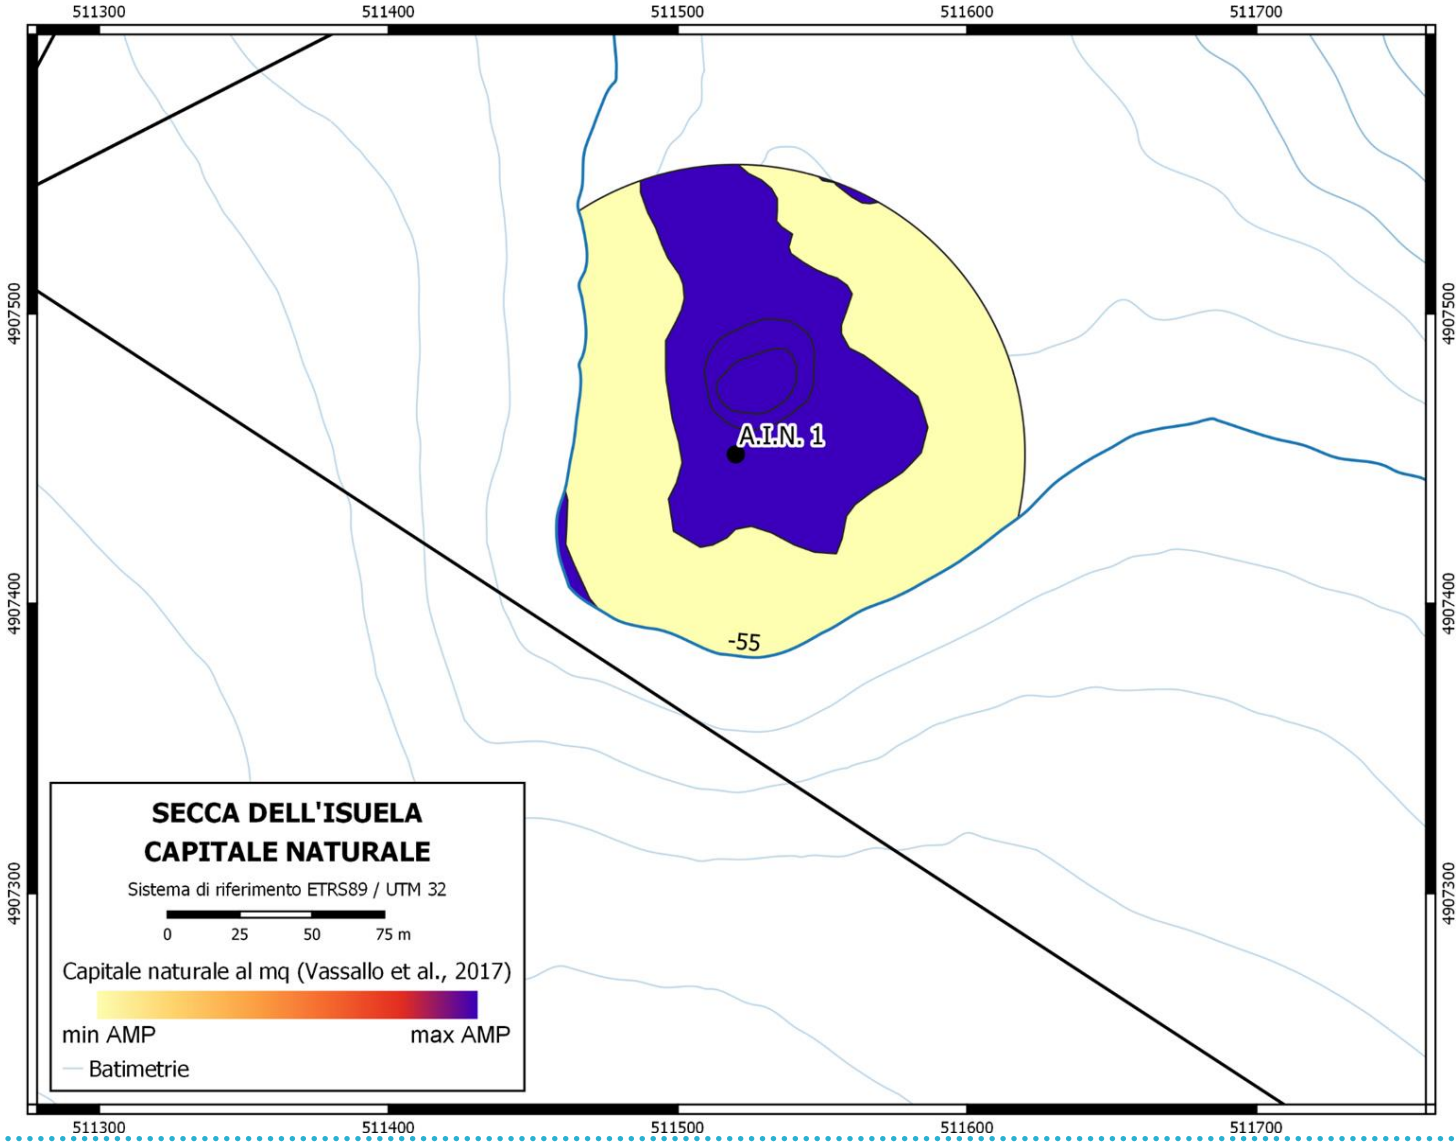 511300 511400 511500 511600 511700
4907500 4907500
A.I.N. 1
4907400 4907400
-55
SECCA DELL'ISUELA
CAPITALE NATURALE
Sistema di riferimento ETRS89 / UTM 32
0 25 50 75 m
4907300 4907300
Capitale naturale al mq (Vassallo et al., 2017)
min AMP max AMP
Batimetrie
511300 511400 511500 511600 511700